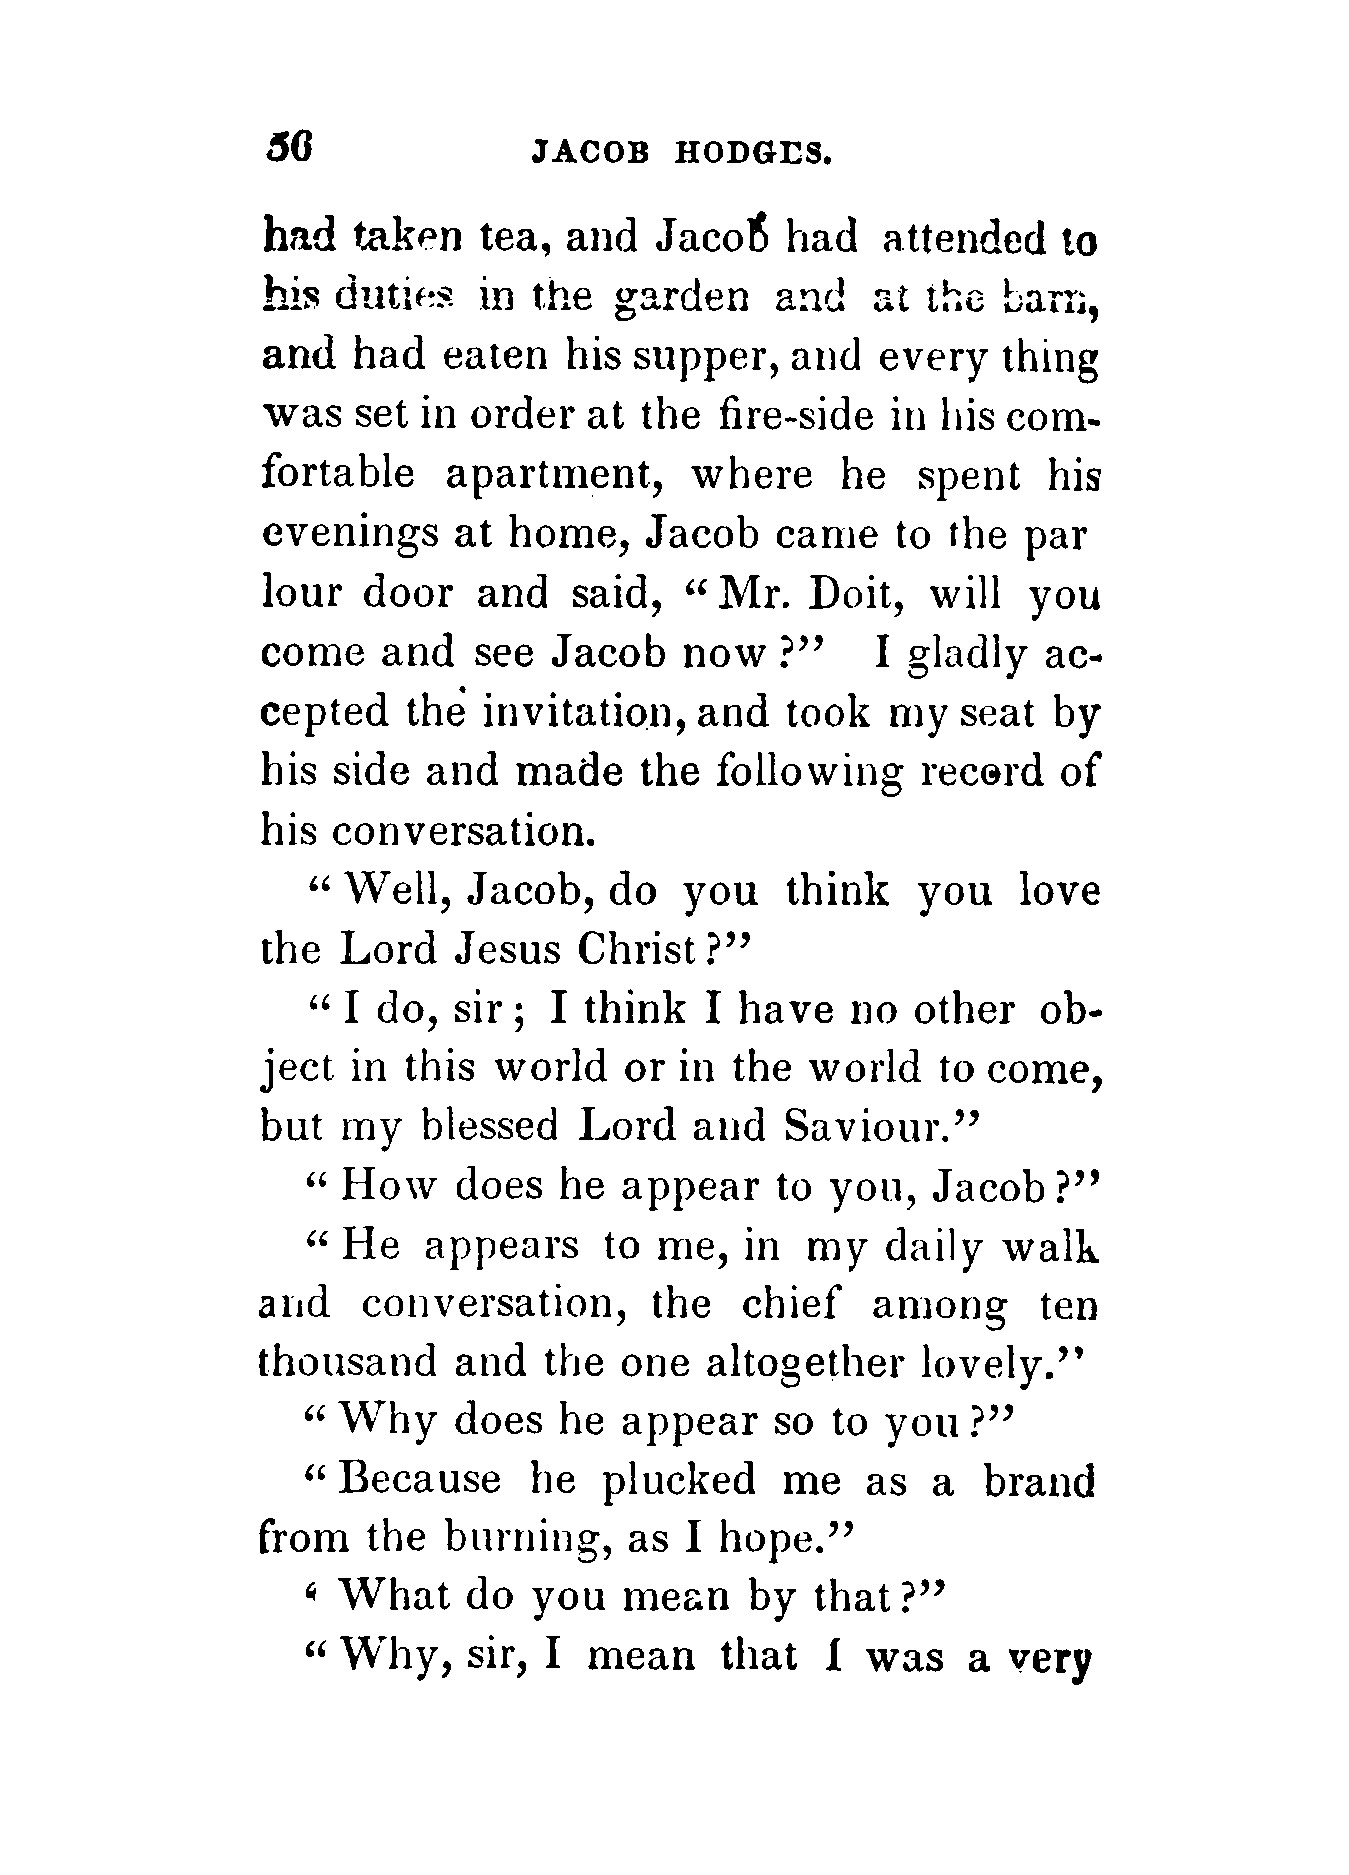 56 JACOB HODGES.
had taken tea, and Jacob had attended to
his duties in the garden and at the barn,
and had eaten his supper, and every thing
was set in order at the fire-side in his com-
fortable apartment, where he spent his
evenings at home, Jacob came to the par
lour door and said, “Mr. Doit, will you
come and see Jacob now?” I gladly ac-
cepted the invitation, and took my seat by
his side and made the following record of
his conversation.
“Well, Jacob, do you think you love
the Lord Jesus Christ?”
“I do, sir; I think I have no other ob-
ject in this world or in the world to come,
but my blessed Lord and Saviour.”
“How does he appear to you, Jacob?”
“He appears to me, in my daily walk
and conversation, the chief among ten
thousand and the one altogether lovely.”
“Why does he appear so to you?”
“Because he plucked me as a brand
from the burning, as I hope.”
“What do you mean by that?”
“Why, sir, I mean that I was a very